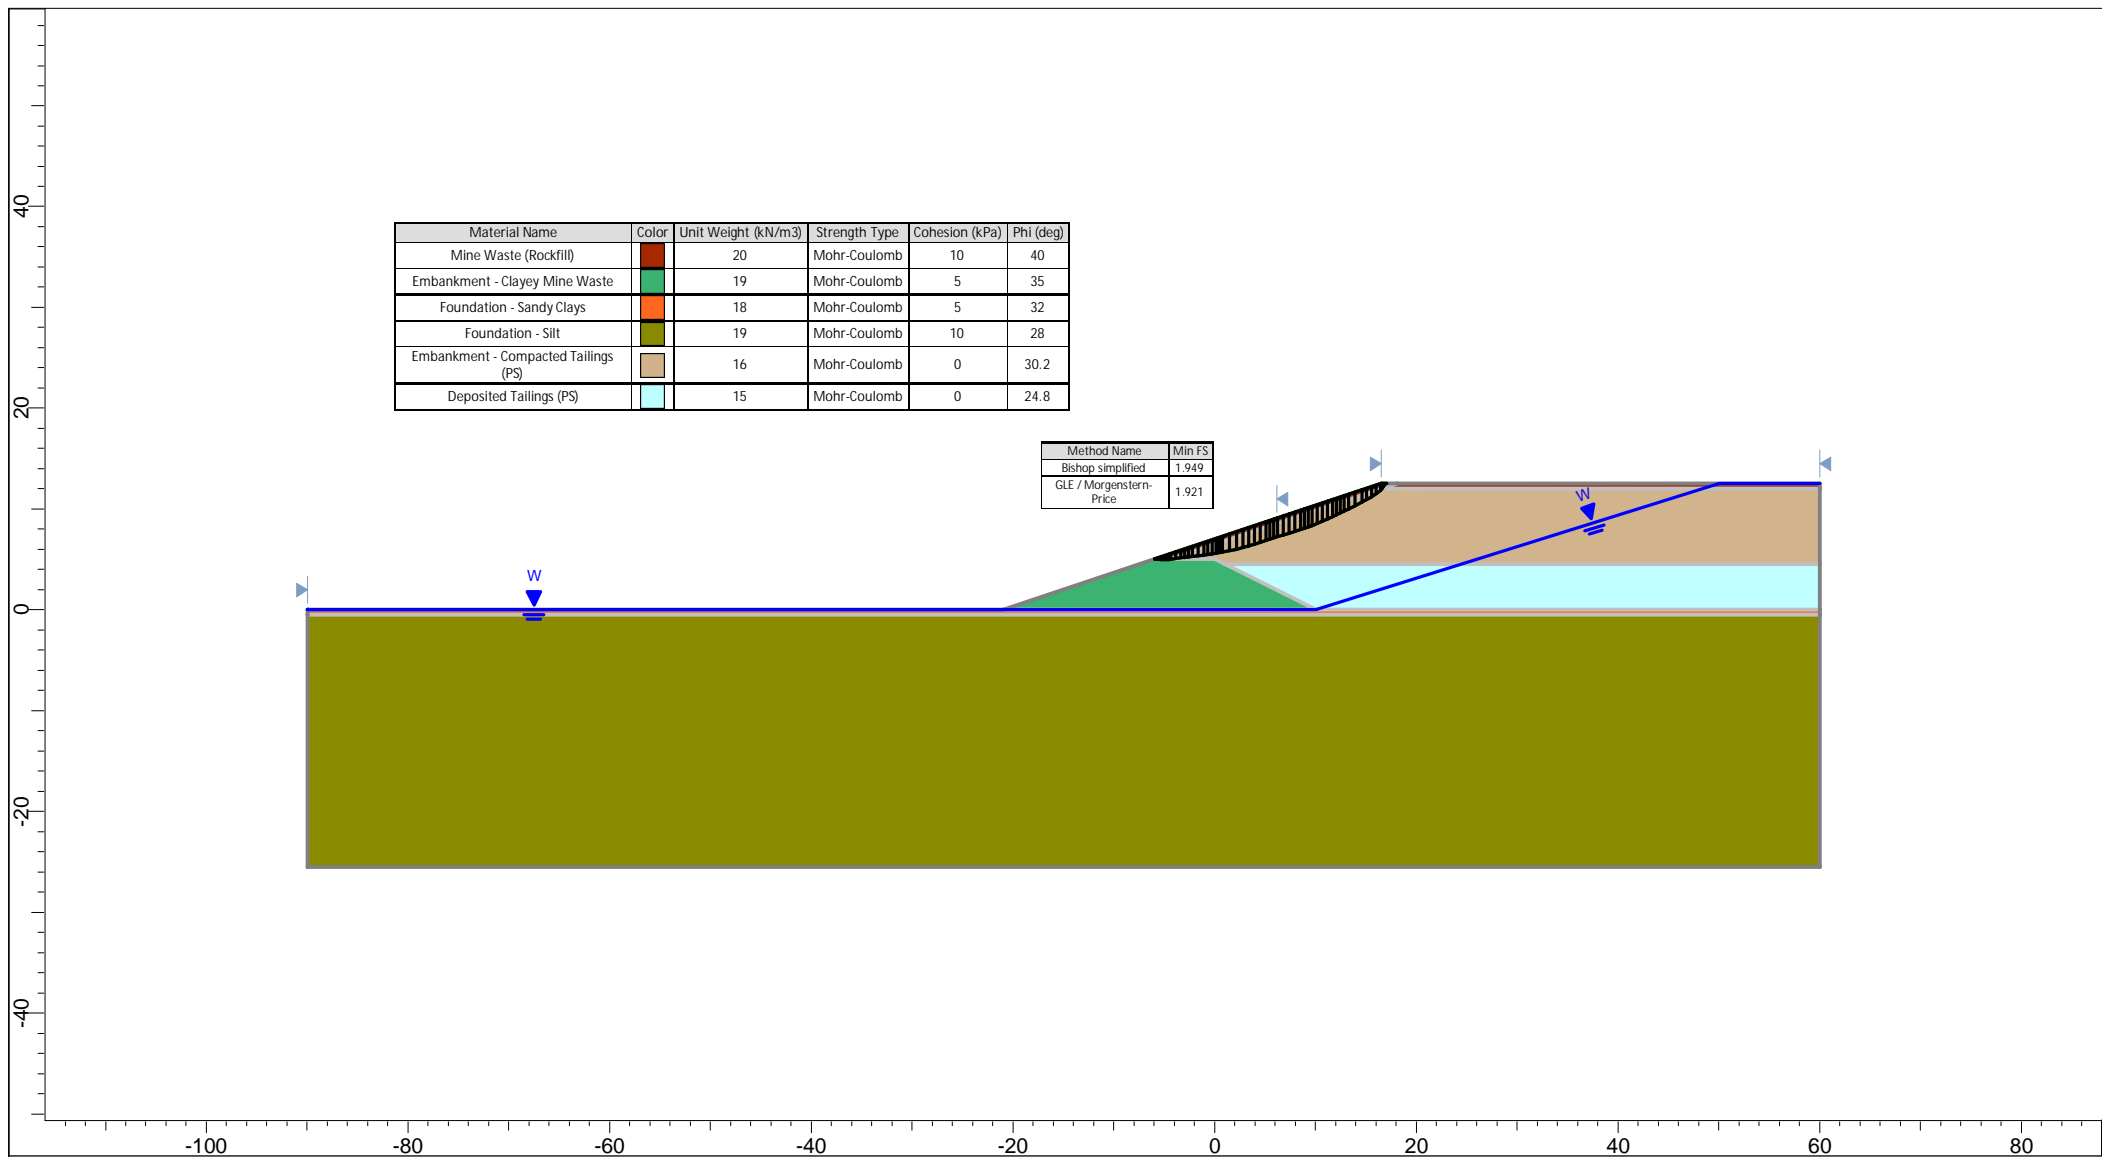 40
20
0
-20
-40
Material Name Color Unit Weight (kN/m3) Strength Type Cohesion (kPa) Phi (deg)
Mine Waste (Rockfill) 20 Mohr-Coulomb 10 40
Embankment - Clayey Mine Waste 19 Mohr-Coulomb 5 35
Foundation - Sandy Clays 18 Mohr-Coulomb 5 32
Foundation - Silt 19 Mohr-Coulomb 10 28
Embankment - Compacted Tailings
(PS) 16 Mohr-Coulomb 0 30.2
Deposited Tailings (PS) 15 Mohr-Coulomb 0 24.8
Method Name Min FS
Bishop simplified 1.949
GLE / Morgenstern-
Price 1.921
W
W
-100 -80 -60 -40 -20 0 20 40 60 80